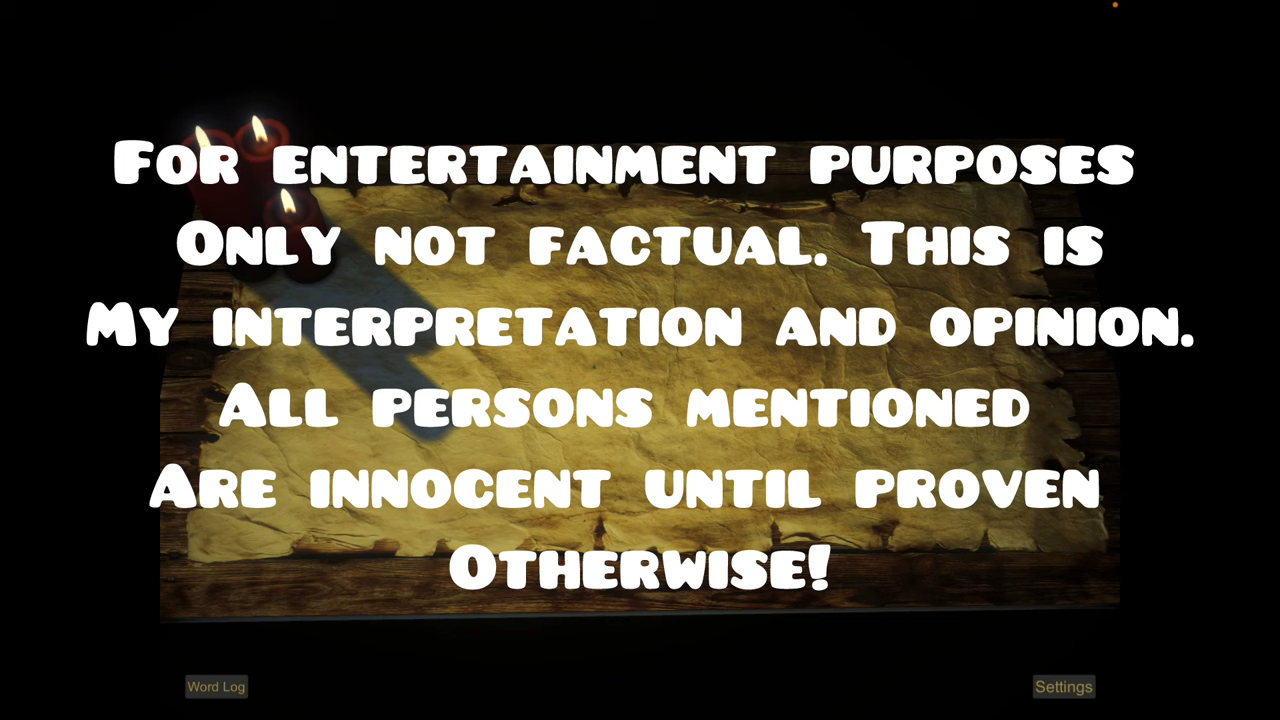 For entertainment purposes
Only not factual. This is
My interpretation and opinion.
All persons mentioned
Are innocent until proven
Otherwise!
Word Log
Settings